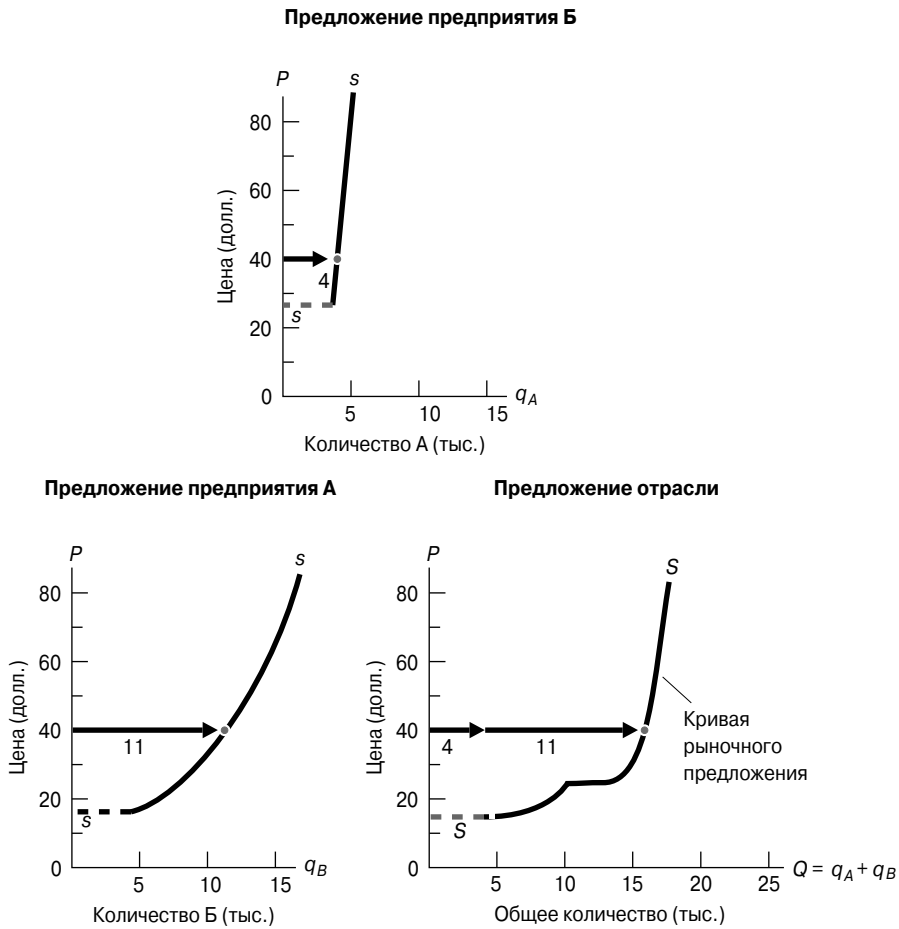 Предложение предприятия Б
P
s
80
60
40
4
20
s
0
5
10
15
q_A
Цена (долл.)
Количество А (тыс.)
Предложение предприятия А
P
s
80
60
40
11
20
s
0
5
10
15
q_B
Цена (долл.)
Количество Б (тыс.)
Предложение отрасли
P
S
80
60
40
4
11
Кривая
рыночного
предложения
20
S
0
5
10
15
20
25
Q = q_A + q_B
Цена (долл.)
Общее количество (тыс.)